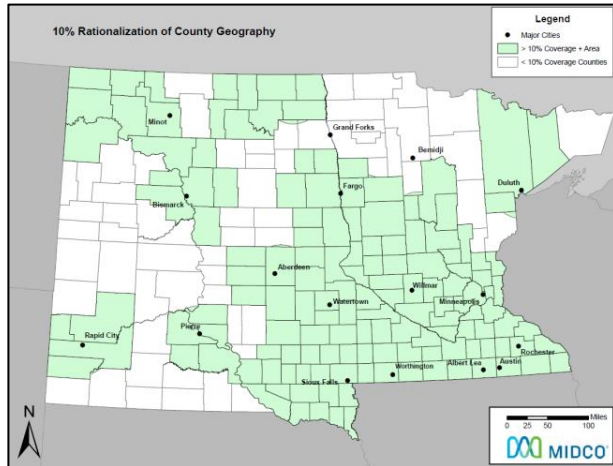 10% Rationalization of County Geography
Legend
Major Cities
> 10% Coverage + Area
< 10% Coverage Counties
Minot
Grand Forks
Bemidji
Duluth
Fargo
Bismarck
Aberdeen
Willmar
Minneapolis
Watertown
Rapid City
Pierre
Rochester
Albert Lea
Austin
Worthington
Sioux Falls
N
0 25 50 100
Miles
MIDCO